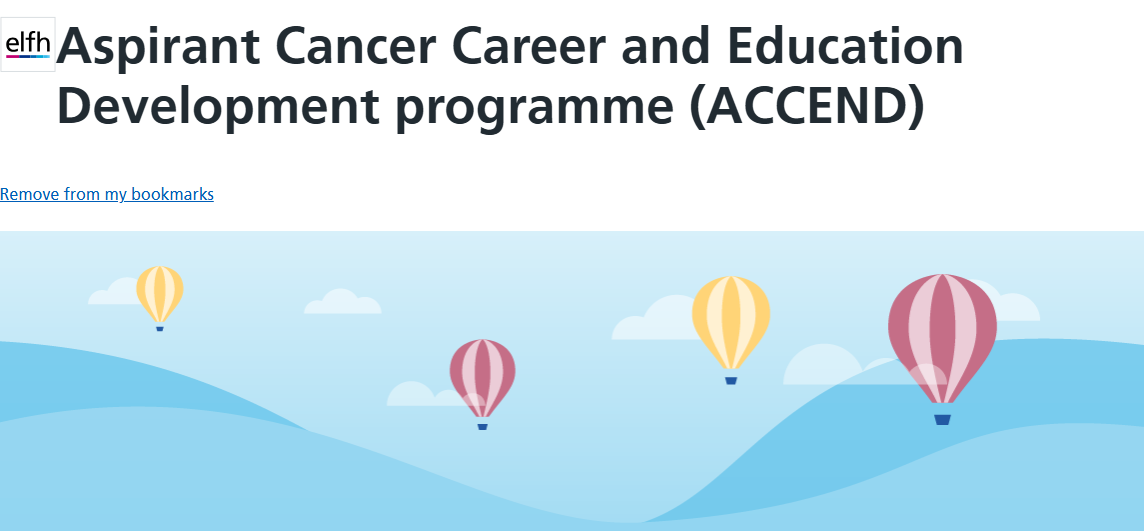 elfh
Aspirant Cancer Career and Education
Development programme (ACCEND)
Remove from my bookmarks